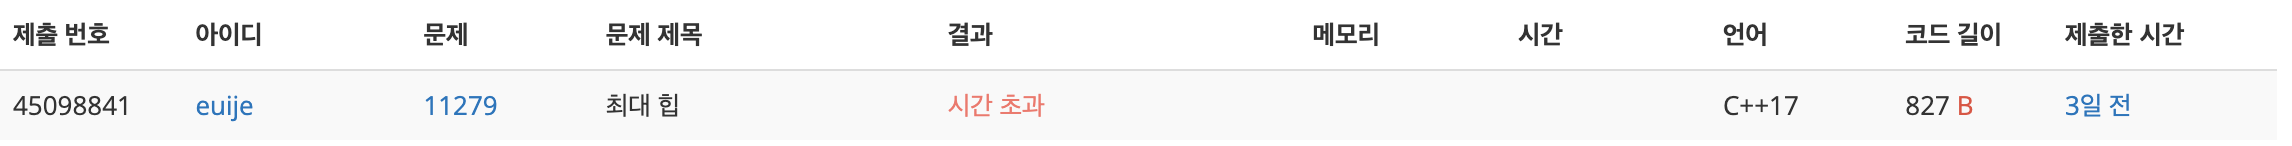 제출 번호 아이디 문제 문제 제목 결과 메모리 시간 언어 코드 길이 제출한 시간
45098841 euije 11279 최대 힙 시간 초과 C++17 827 B 3일 전